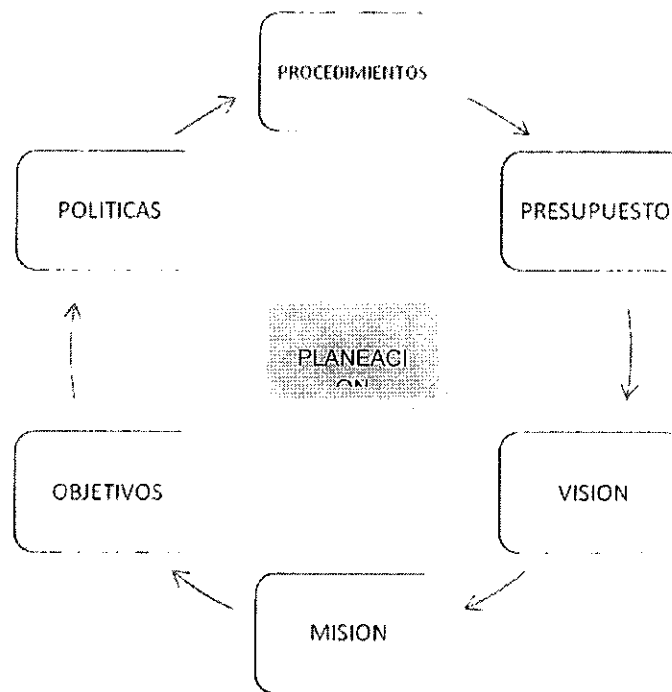 PROCEDIMIENTOS
POLITICAS
PRESUPUESTO
PLANEACI
ON
OBJETIVOS
VISION
MISION